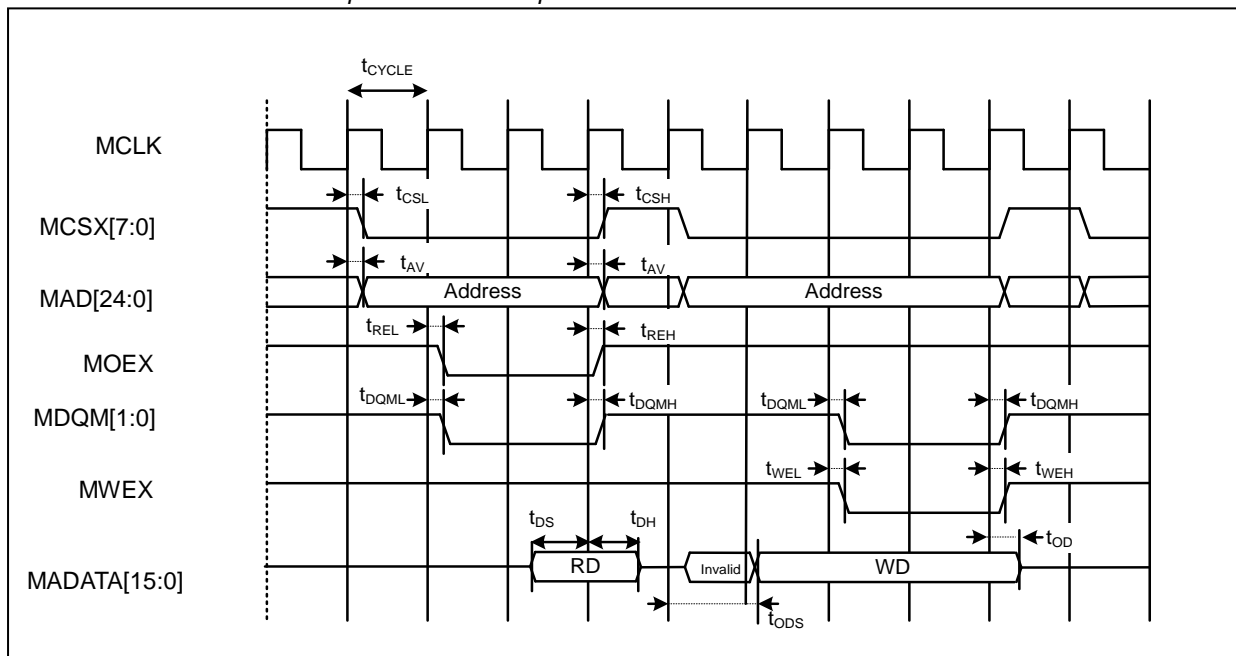 tCYCLE
MCLK
tCSL tCSH
MCSX[7:0]
tAV tAV
MAD[24:0] Address Address
tREL tREH
MOEX
tDQML tDQMH tDQML tDQMH
MDQM[1:0]
tWEL tWEH
MWEX
tDS tDH tOD
MADATA[15:0] RD Invalid WD
tODS